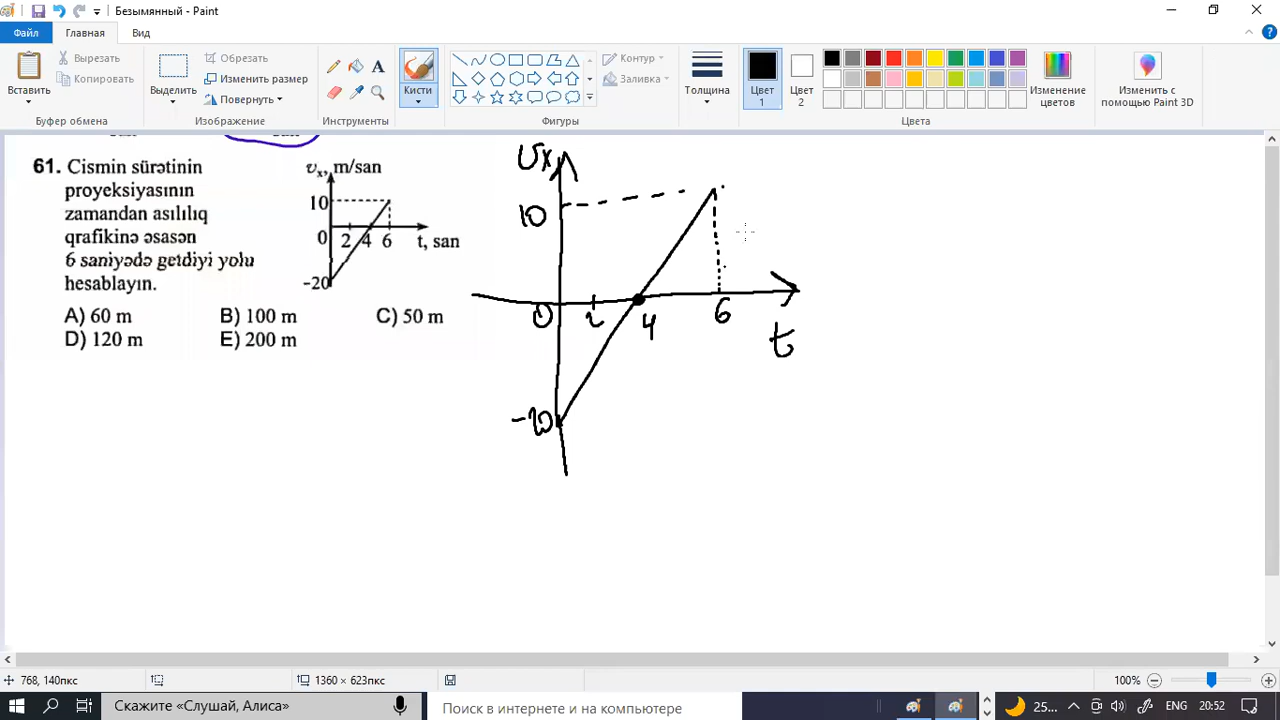 Безымянный - Paint
Файл
Главная
Вид
Вставить
Вырезать
Копировать
Буфер обмена
Выделить
Обрезать
Изменить размер
Повернуть
Изображение
Инструменты
Кисти
Контур
Заливка
Фигуры
Толщина
Цвет 1
Цвет 2
Цвета
Изменение цветов
Изменить с помощью Paint 3D
61. Cismin sürətinin
proyeksiyasının
zamandan asılılıq
qrafikinə əsasən
6 saniyədə getdiyi yolu
hesablayın.
υx, m/san
10
0 2 4 6 t, san
-20
A) 60 m B) 100 m C) 50 m
D) 120 m E) 200 m
υx
10
0 2 4 6
t
-20
768, 140пкс
1360 × 623пкс
100%
Скажите «Слушай, Алиса»
Поиск в интернете и на компьютере
25...
ENG
20:52